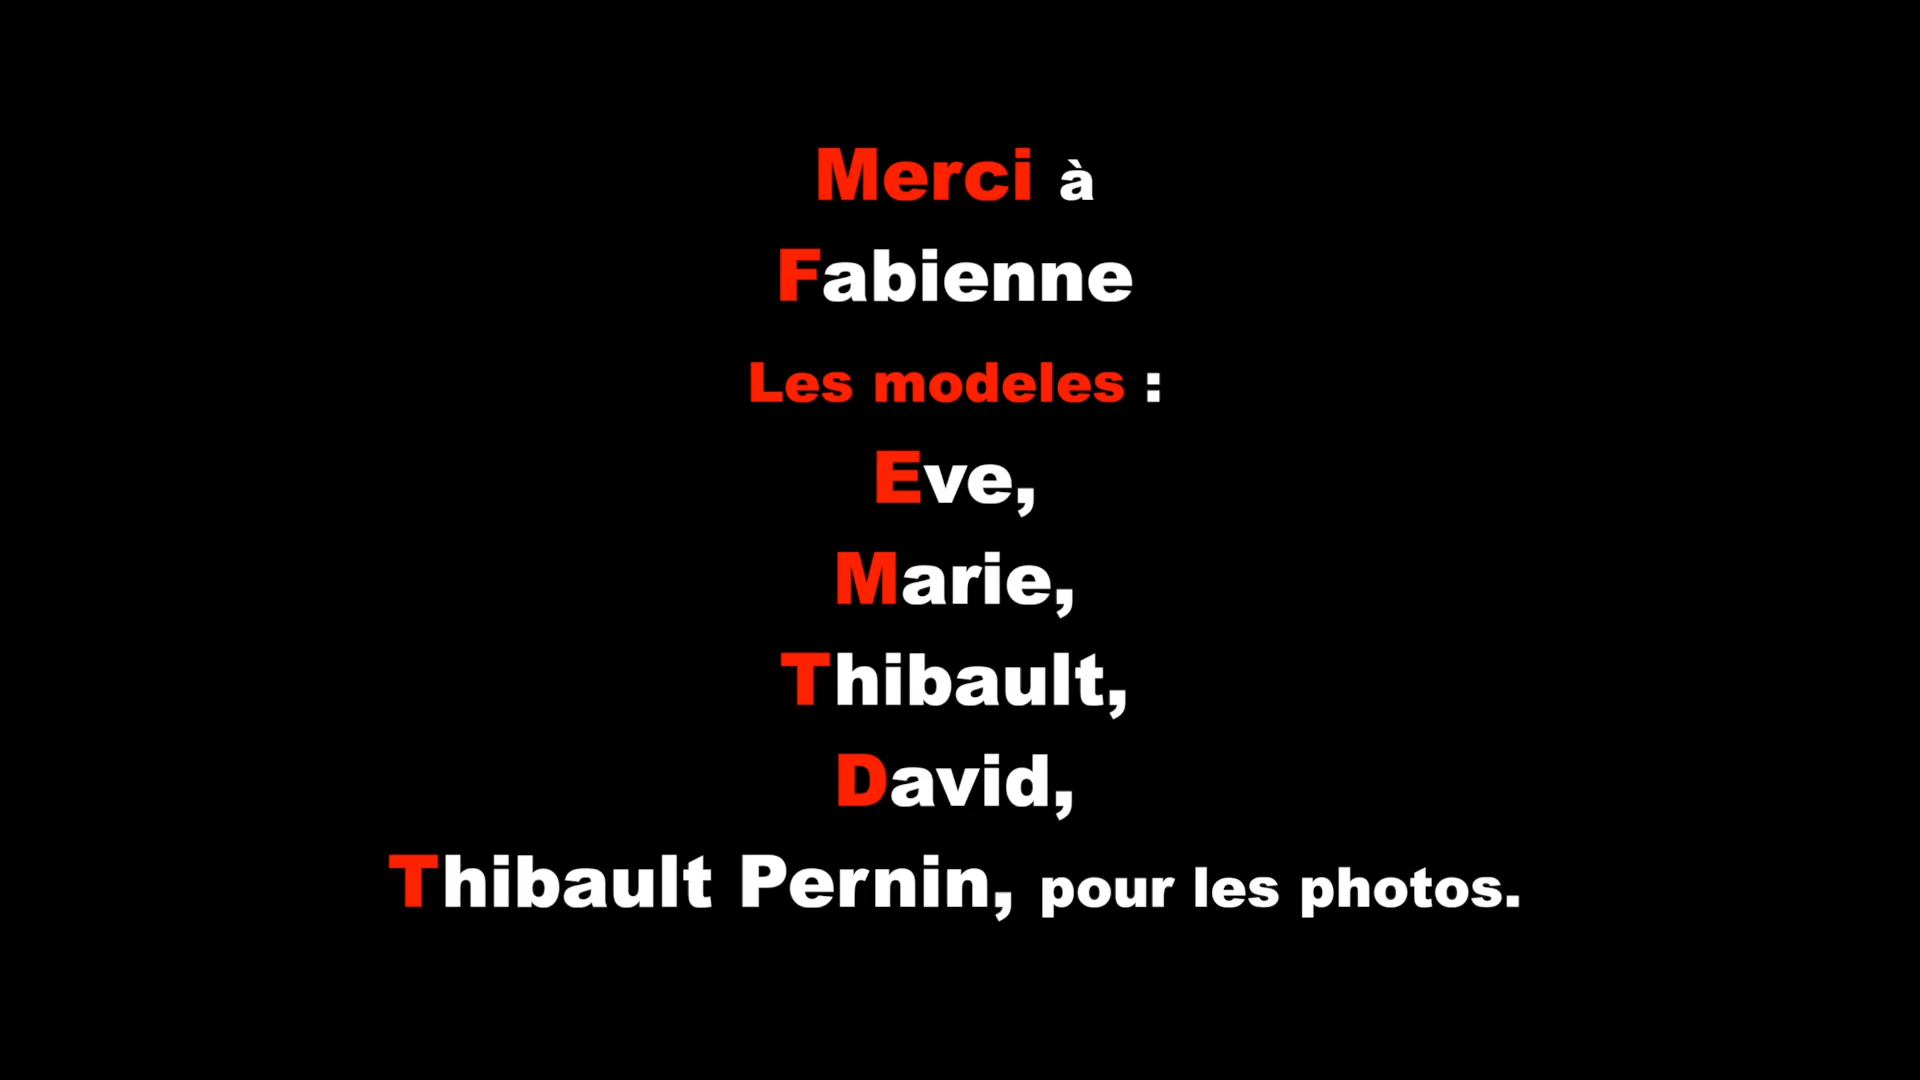 Merci à
Fabienne
Les modeles :
Eve,
Marie,
Thibault,
David,
Thibault Pernin, pour les photos.